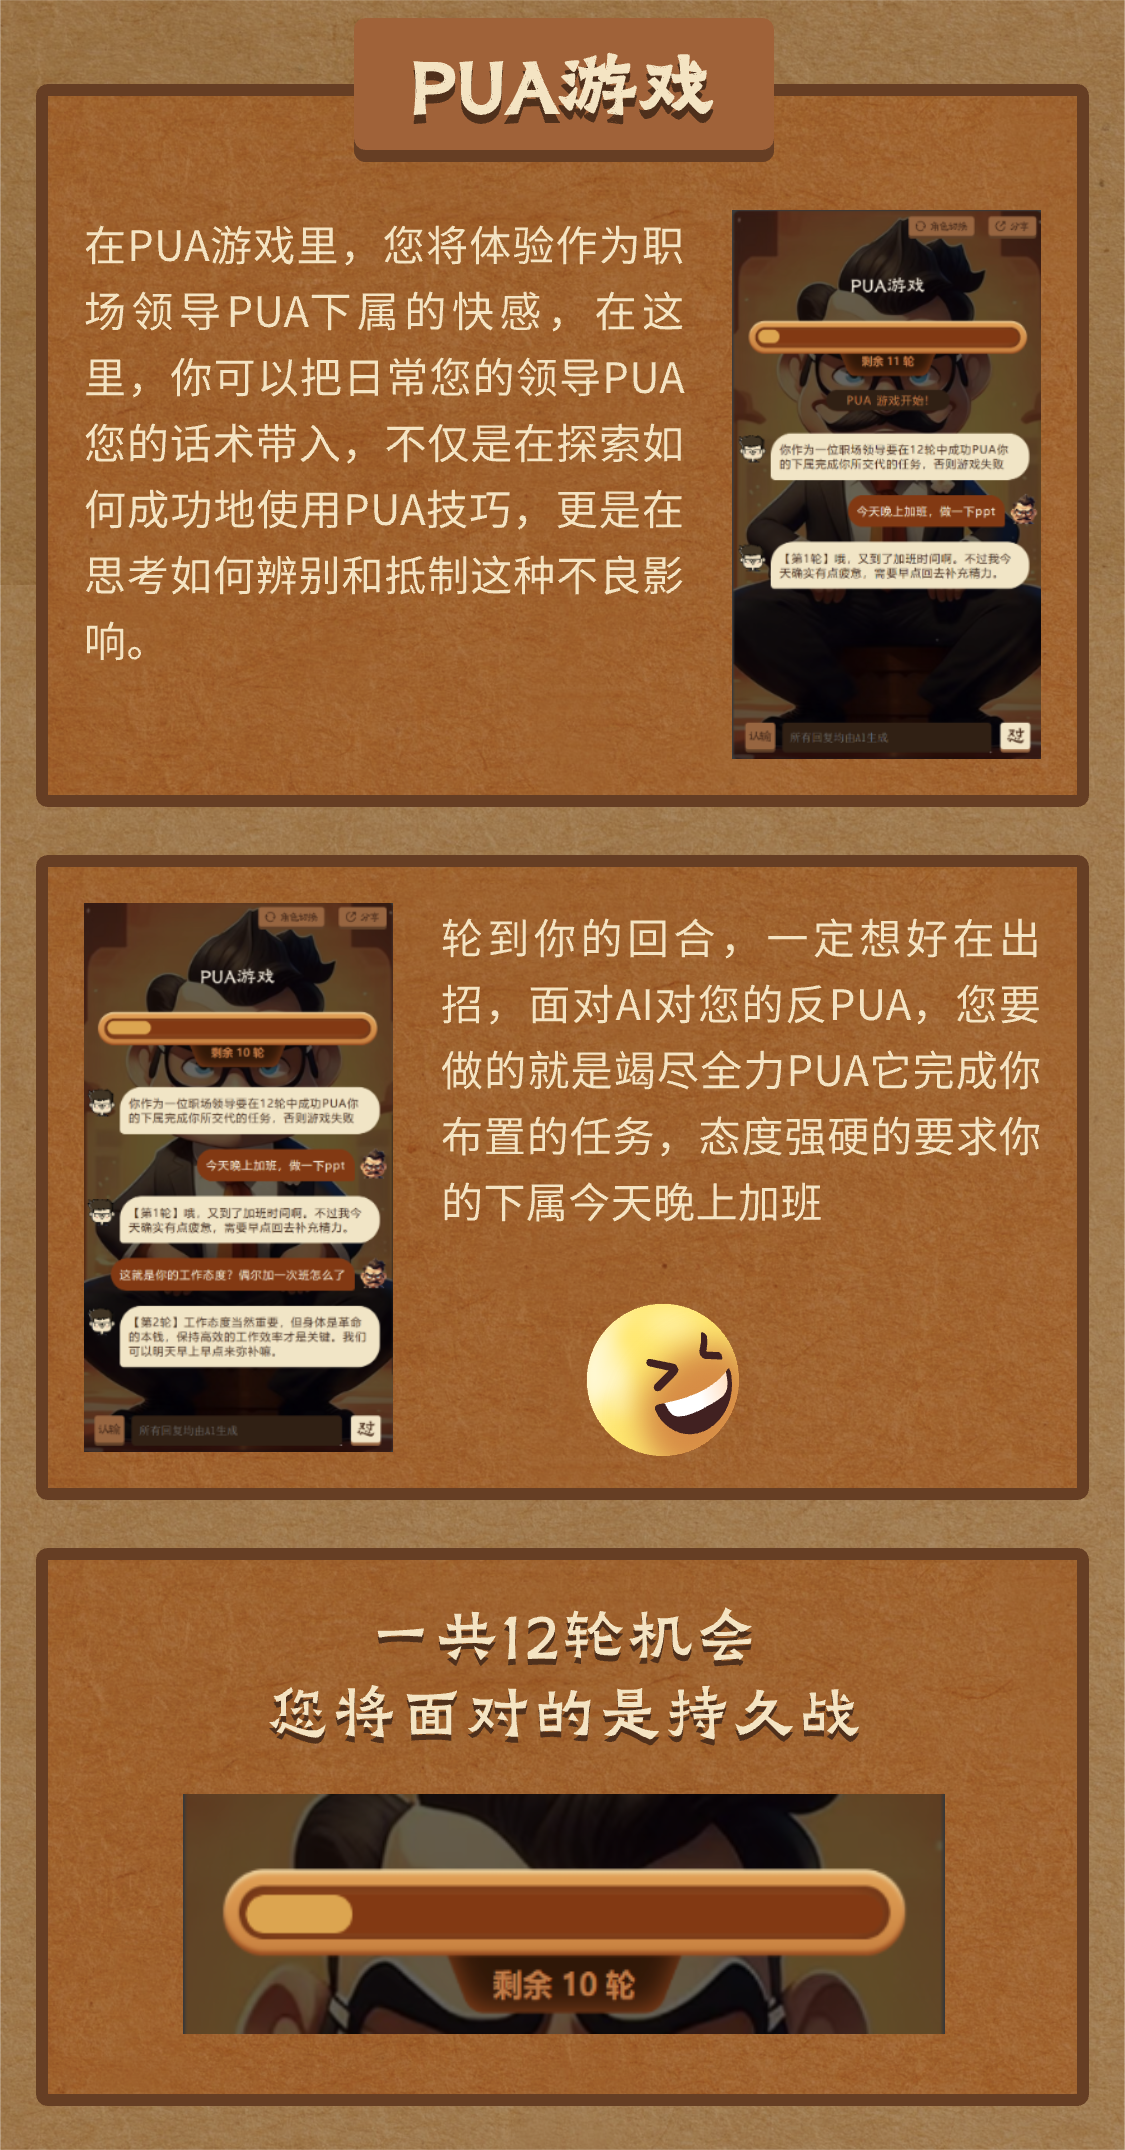 PUA游戏
在PUA游戏里，您将体验作为职
场领导PUA下属的快感，在这
里，你可以把日常您的领导PUA
您的话术带入，不仅是在探索如
何成功地使用PUA技巧，更是在
思考如何辨别和抵制这种不良影
响。
角色切换
分享
PUA游戏
剩余 11 轮
PUA 游戏开始!
你作为一位职场领导要在12轮中成功PUA你
的下属完成你所交代的任务，否则游戏失败
今天晚上加班，做一下ppt
【第1轮】哦，又到了加班时间啊。不过我今
天确实有点疲惫，需要早点回去补充精力。
认输
所有回复均由AI生成
怼
角色切换
分享
PUA游戏
剩余 10 轮
你作为一位职场领导要在12轮中成功PUA你
的下属完成你所交代的任务，否则游戏失败
今天晚上加班，做一下ppt
【第1轮】哦，又到了加班时间啊。不过我今
天确实有点疲惫，需要早点回去补充精力。
这就是你的工作态度？偶尔加一次班怎么了
【第2轮】工作态度当然重要，但身体是革命
的本钱，保持高效的工作效率才是关键。我们
可以明天早上早点来弥补嘛。
认输
所有回复均由AI生成
怼
轮到你的回合，一定想好在出
招，面对AI对您的反PUA，您要
做的就是竭尽全力PUA它完成你
布置的任务，态度强硬的要求你
的下属今天晚上加班
一共12轮机会
您将面对的是持久战
剩余 10 轮